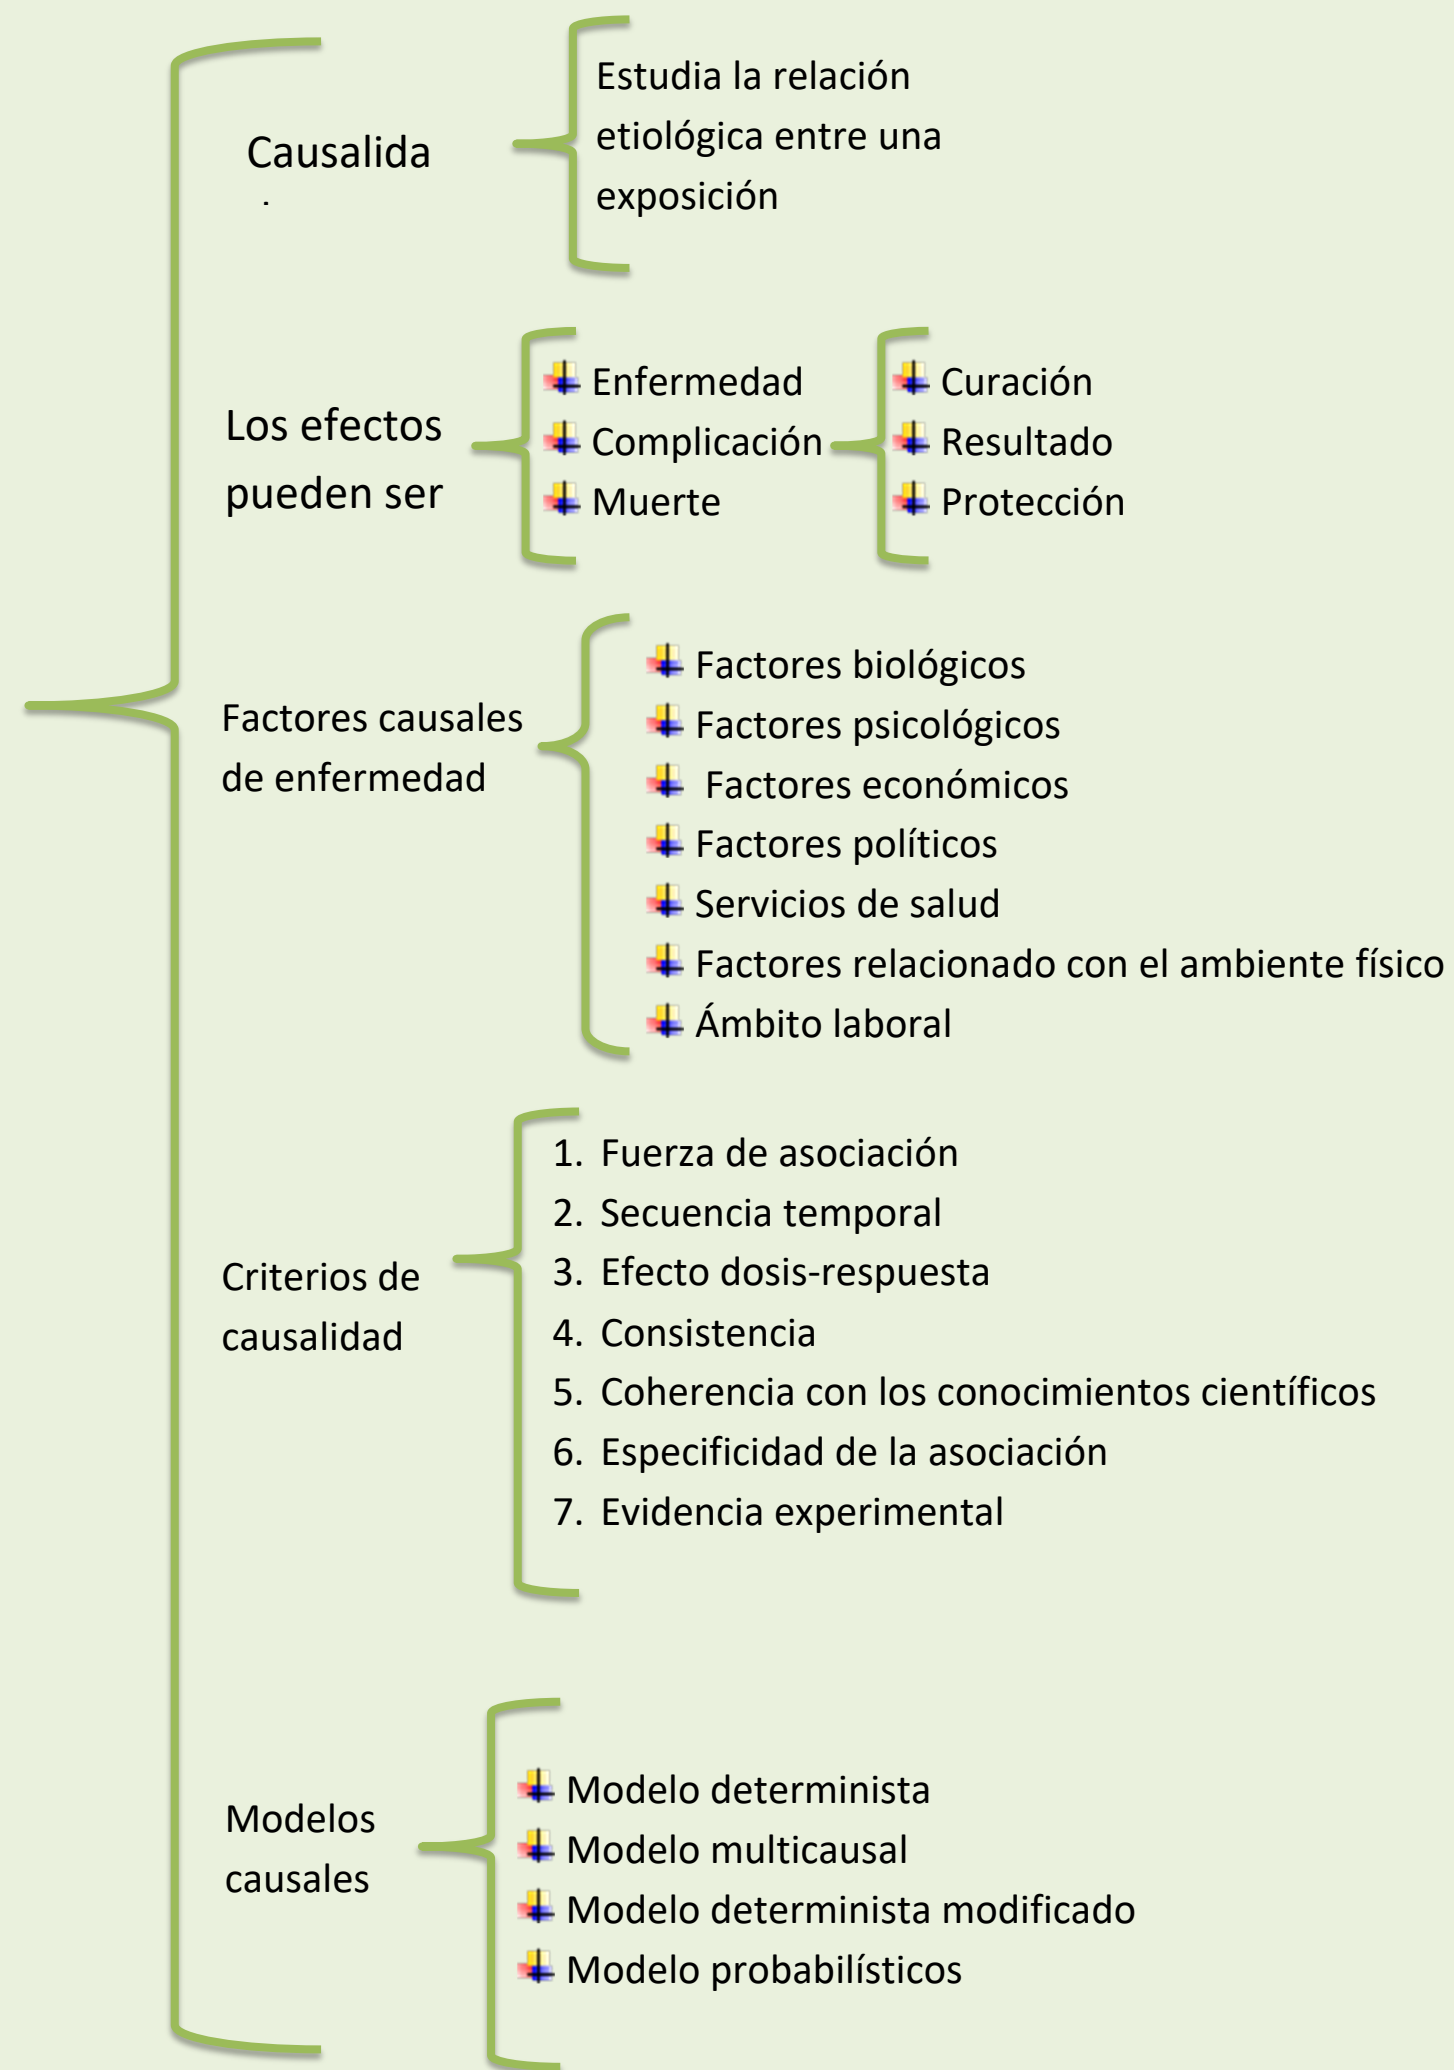 Causalida
Estudia la relación
etiológica entre una
exposición
Los efectos
pueden ser
Enfermedad
Complicación
Muerte
Curación
Resultado
Protección
Factores causales
de enfermedad
Factores biológicos
Factores psicológicos
Factores económicos
Factores políticos
Servicios de salud
Factores relacionado con el ambiente físico
Ámbito laboral
Criterios de
causalidad
1. Fuerza de asociación
2. Secuencia temporal
3. Efecto dosis-respuesta
4. Consistencia
5. Coherencia con los conocimientos científicos
6. Especificidad de la asociación
7. Evidencia experimental
Modelos
causales
Modelo determinista
Modelo multicausal
Modelo determinista modificado
Modelo probabilísticos